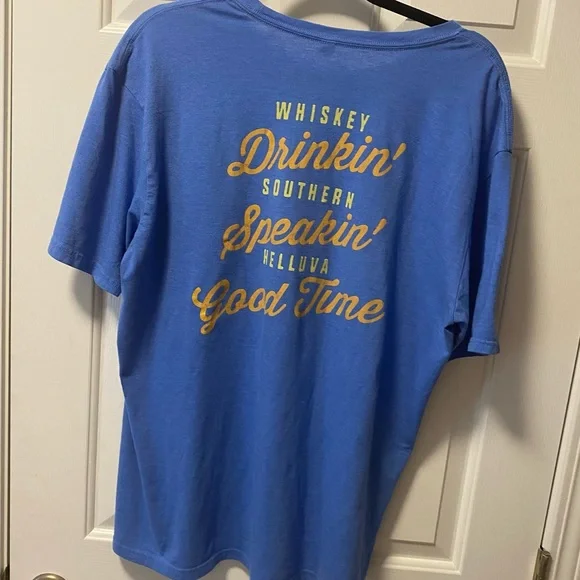 WHISKEY
Drinkin'
SOUTHERN
Speakin'
HELLUVA
Good Time